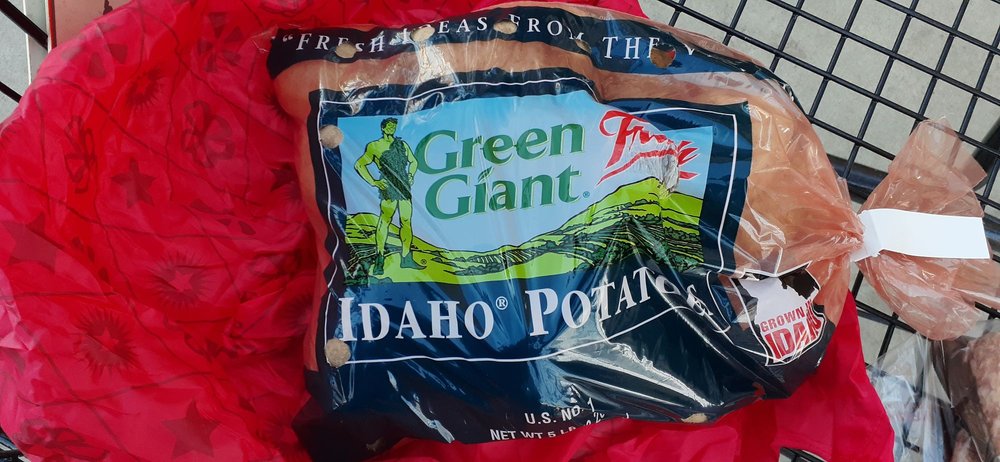 "FRESH IDEAS FROM THE V
Green
Giant®
Fresh
IDAHO® POTATOES
GROWN IN
IDAHO
U.S. NO. 1
NET WT 5 LB